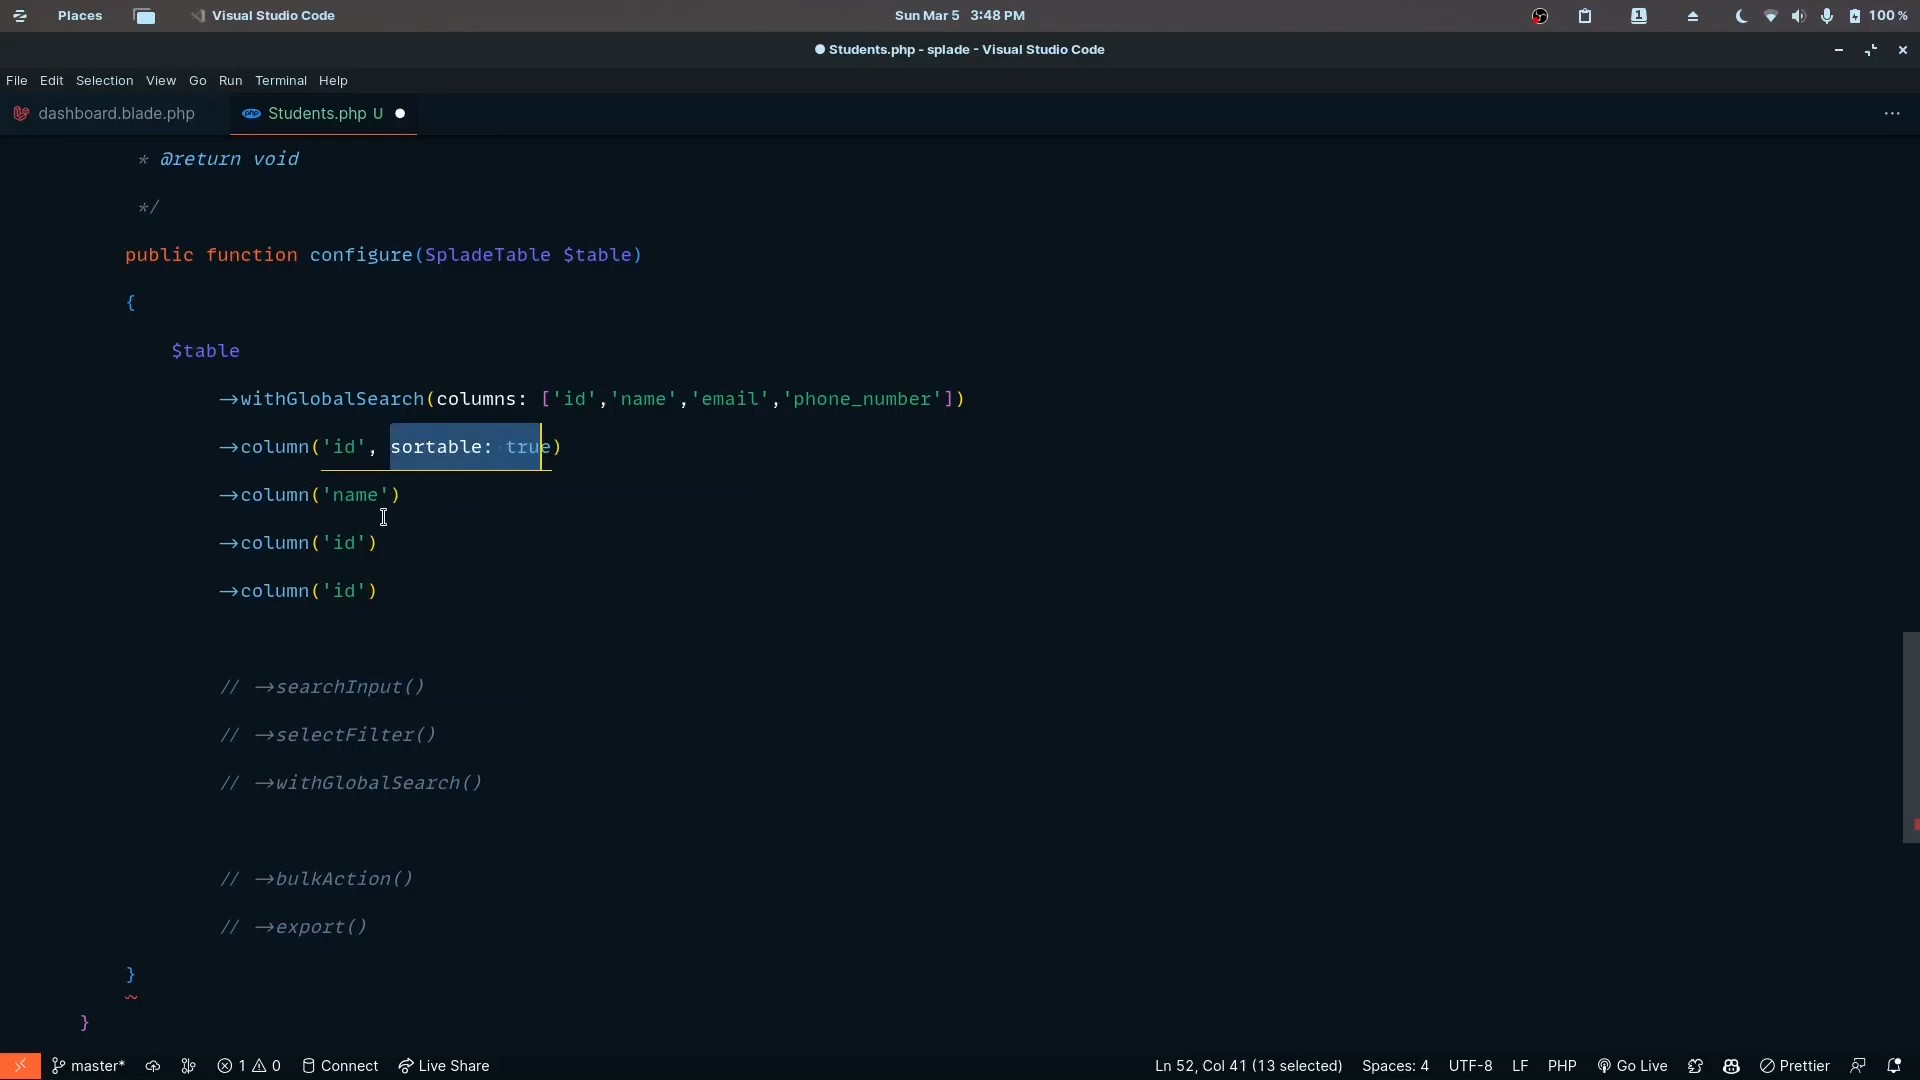 Places
Visual Studio Code
Sun Mar 5 3:48 PM
1
100 %
Students.php - splade - Visual Studio Code
File Edit Selection View Go Run Terminal Help
dashboard.blade.php
php Students.php U
* @return void
*/
public function configure(SpladeTable $table)
{
$table
->withGlobalSearch(columns: ['id','name','email','phone_number'])
->column('id', sortable: true)
->column('name')
->column('id')
->column('id')
// ->searchInput()
// ->selectFilter()
// ->withGlobalSearch()
// ->bulkAction()
// ->export()
}
}
master*
1
0
Connect
Live Share
Ln 52, Col 41 (13 selected)
Spaces: 4
UTF-8
LF
PHP
Go Live
Prettier